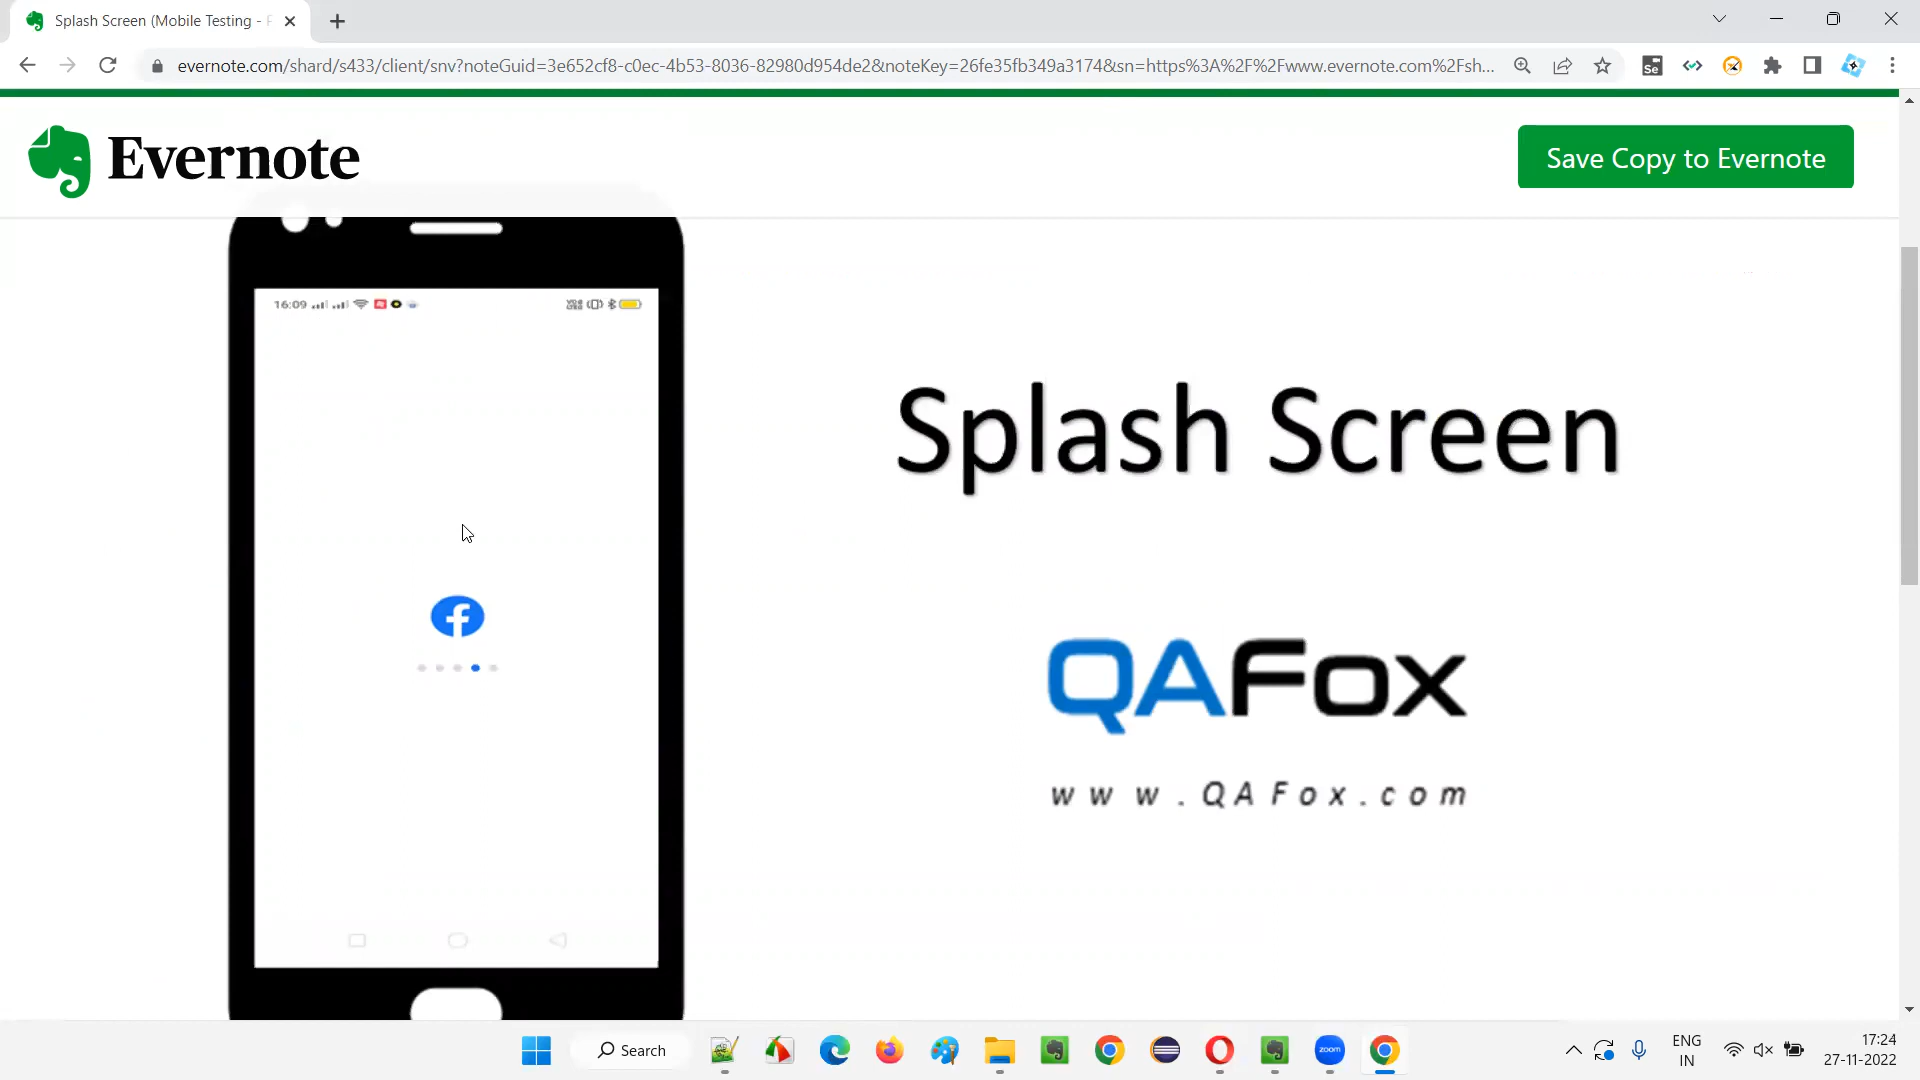 Splash Screen (Mobile Testing -
evernote.com/shard/s433/client/snv?noteGuid=3e652cf8-c0ec-4b53-8036-82980d954de2&noteKey=26fe35fb349a3174&sn=https%3A%2F%2Fwww.evernote.com%2Fsh...
Se
Evernote
Save Copy to Evernote
16:09
Splash Screen
QAFox
www.QAFox.com
Search
zoom
ENG
IN
17:24
27-11-2022